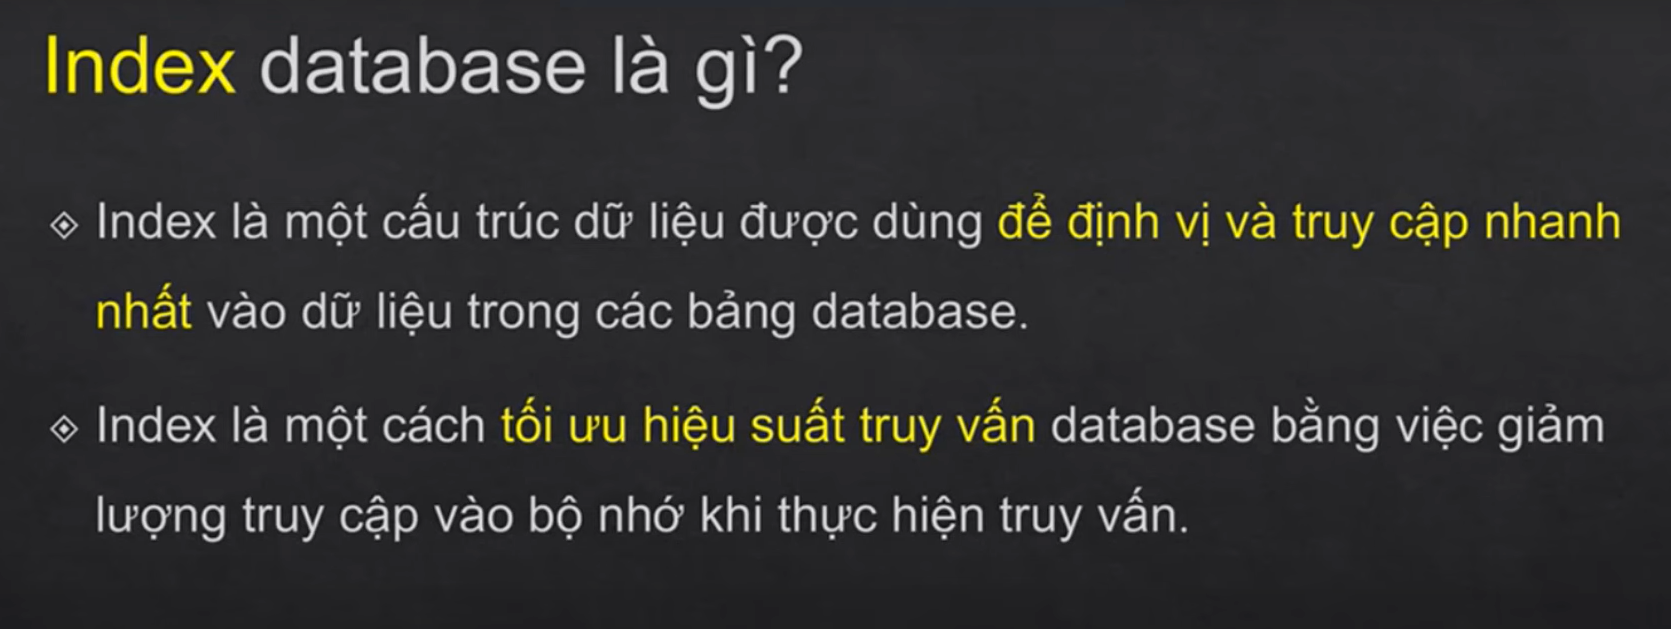 Index database là gì?
Index là một cấu trúc dữ liệu được dùng để định vị và truy cập nhanh
nhất vào dữ liệu trong các bảng database.
Index là một cách tối ưu hiệu suất truy vấn database bằng việc giảm
lượng truy cập vào bộ nhớ khi thực hiện truy vấn.